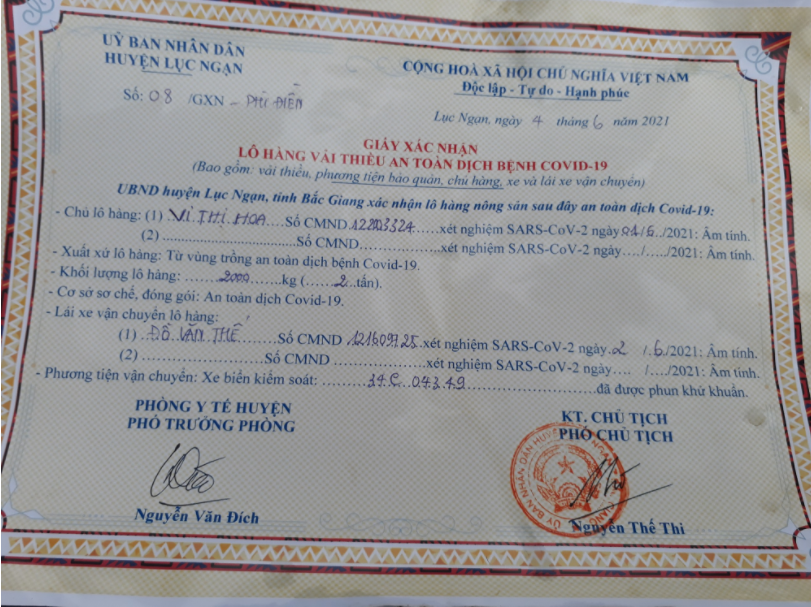 UỶ BAN NHÂN DÂN
HUYỆN LỤC NGẠN
Số: 08 /GXN - PHÌ ĐIỀN
CỘNG HOÀ XÃ HỘI CHỦ NGHĨA VIỆT NAM
Độc lập - Tự do - Hạnh phúc
Lục Ngạn, ngày 4 tháng 6 năm 2021
GIẤY XÁC NHẬN
LÔ HÀNG VẢI THIỀU AN TOÀN DỊCH BỆNH COVID-19
(Bao gồm: vải thiều, phương tiện bảo quản, chủ hàng, xe và lái xe vận chuyển)
UBND huyện Lục Ngạn, tỉnh Bắc Giang xác nhận lô hàng nông sản sau đây an toàn dịch Covid-19:
- Chủ lô hàng: (1) VI THỊ HOA....Số CMND.122203324.....xét nghiệm SARS-CoV-2 ngày 01/6../2021: Âm tính.
(2) ......................................Số CMND.......................xét nghiệm SARS-CoV-2 ngày..../...../2021: Âm tính.
- Xuất xứ lô hàng: Từ vùng trồng an toàn dịch bệnh Covid-19.
- Khối lượng lô hàng: ........2000.......kg (......2...tấn).
- Cơ sở sơ chế, đóng gói: An toàn dịch Covid-19.
- Lái xe vận chuyển lô hàng:
(1) .ĐỖ VĂN THẾ........Số CMND .121609725.xét nghiệm SARS-CoV-2 ngày.2 /.6./2021: Âm tính.
(2) ............................Số CMND ......................xét nghiệm SARS-CoV-2 ngày.... /..../2021: Âm tính.
- Phương tiện vận chuyển: Xe biển kiểm soát: ..........34C..04349..............................đã được phun khử khuẩn.
PHÒNG Y TẾ HUYỆN
PHÓ TRƯỞNG PHÒNG
Nguyễn Văn Đích
KT. CHỦ TỊCH
PHÓ CHỦ TỊCH
Nguyễn Thế Thi